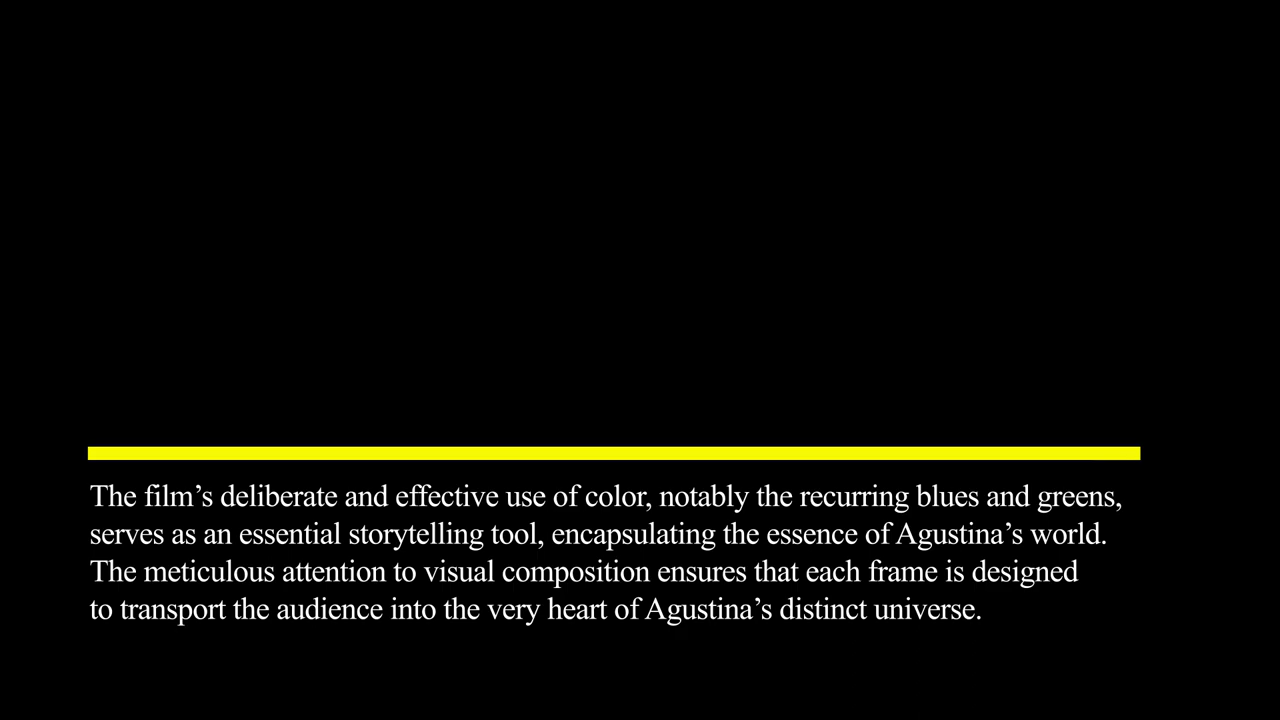 The film’s deliberate and effective use of color, notably the recurring blues and greens,
serves as an essential storytelling tool, encapsulating the essence of Agustina’s world.
The meticulous attention to visual composition ensures that each frame is designed
to transport the audience into the very heart of Agustina’s distinct universe.